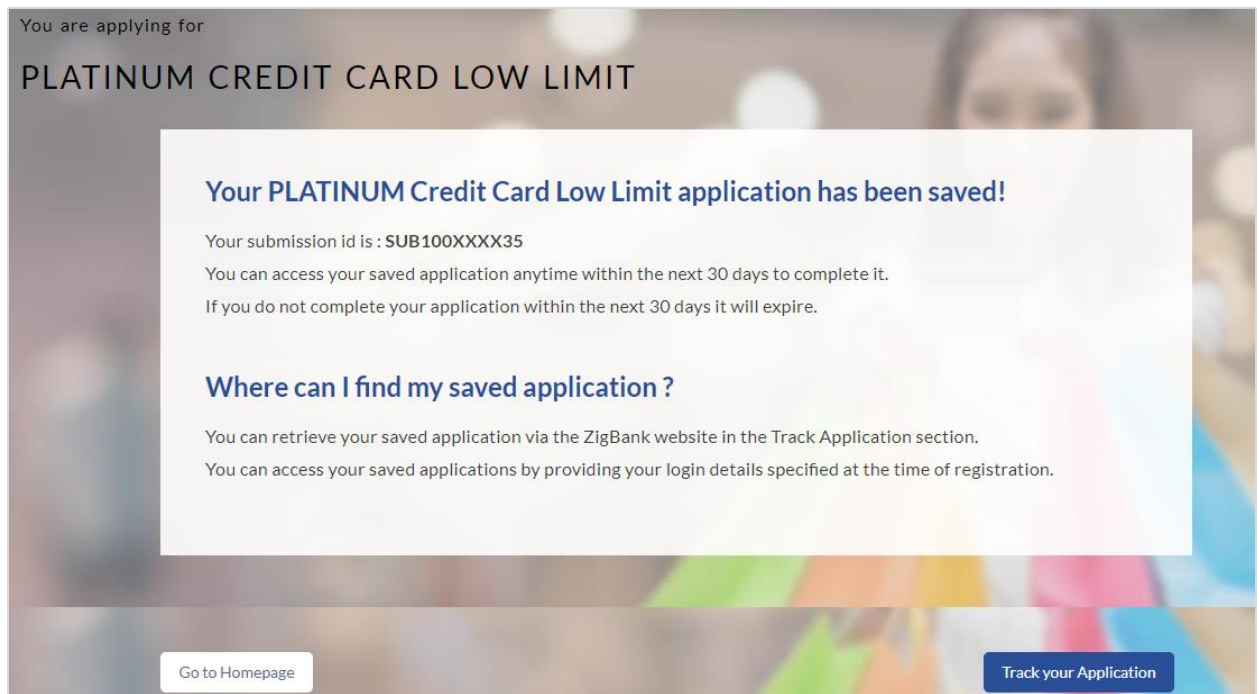 You are applying for
PLATINUM CREDIT CARD LOW LIMIT
Your PLATINUM Credit Card Low Limit application has been saved!
Your submission id is : SUB100XXXX35
You can access your saved application anytime within the next 30 days to complete it.
If you do not complete your application within the next 30 days it will expire.
Where can I find my saved application ?
You can retrieve your saved application via the ZigBank website in the Track Application section.
You can access your saved applications by providing your login details specified at the time of registration.
Go to Homepage
Track your Application